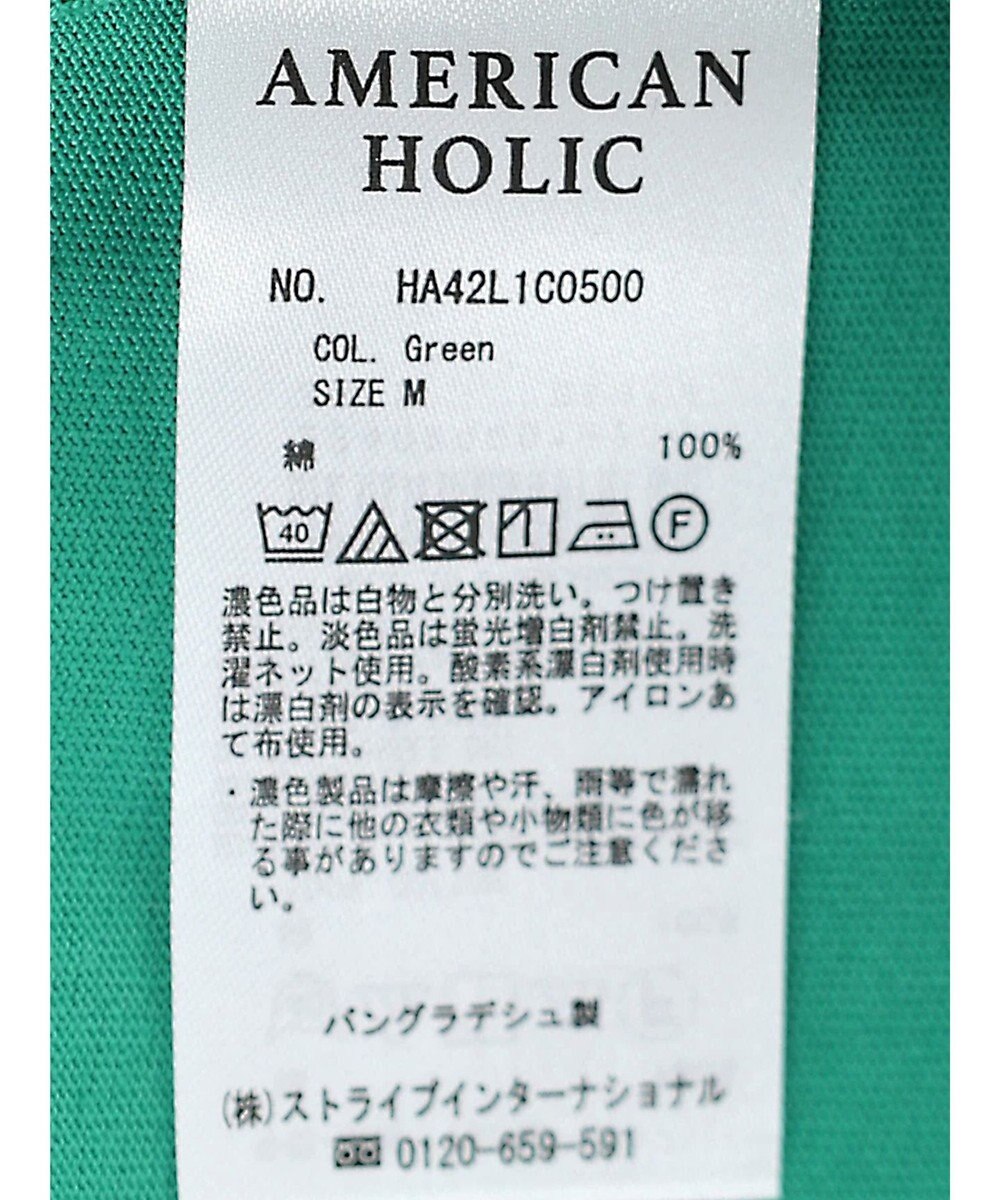 AMERICAN
HOLIC
NO. HA42L1C0500
COL. Green
SIZE M
綿 100%
40 F
濃色品は白物と分別洗い。つけ置き
禁止。淡色品は蛍光増白剤禁止。洗
濯ネット使用。酸素系漂白剤使用時
は漂白剤の表示を確認。アイロンあ
て布使用。
・濃色製品は摩擦や汗、雨等で濡れ
た際に他の衣類や小物類に色が移
る事がありますのでご注意くださ
い。
バングラデシュ製
(株)ストライプインターナショナル
0120-659-591